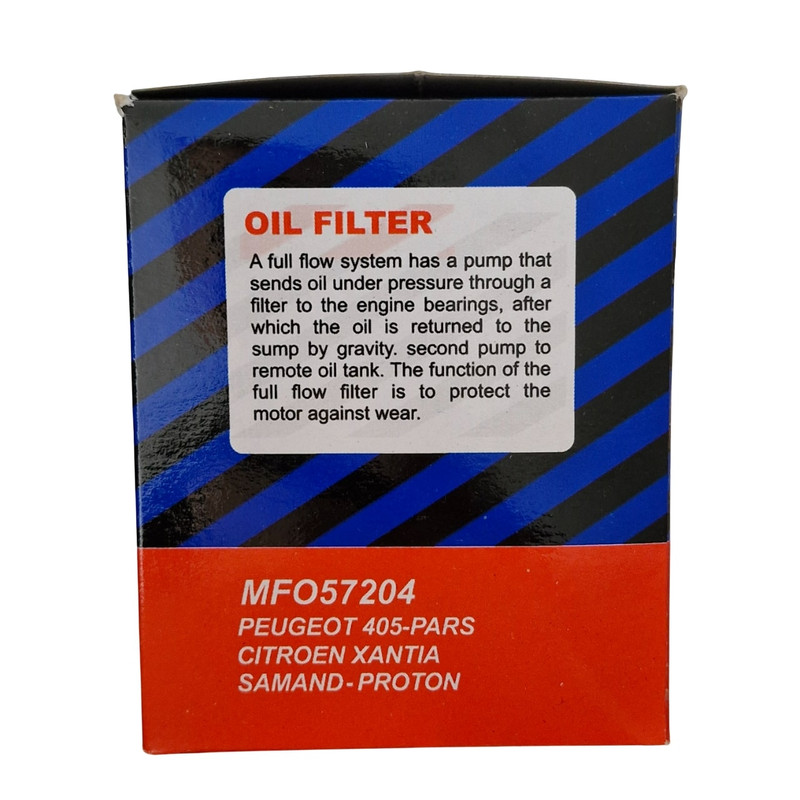 OIL FILTER
A full flow system has a pump that
sends oil under pressure through a
filter to the engine bearings, after
which the oil is returned to the
sump by gravity. second pump to
remote oil tank. The function of the
full flow filter is to protect the
motor against wear.
MFO57204
PEUGEOT 405-PARS
CITROEN XANTIA
SAMAND-PROTON